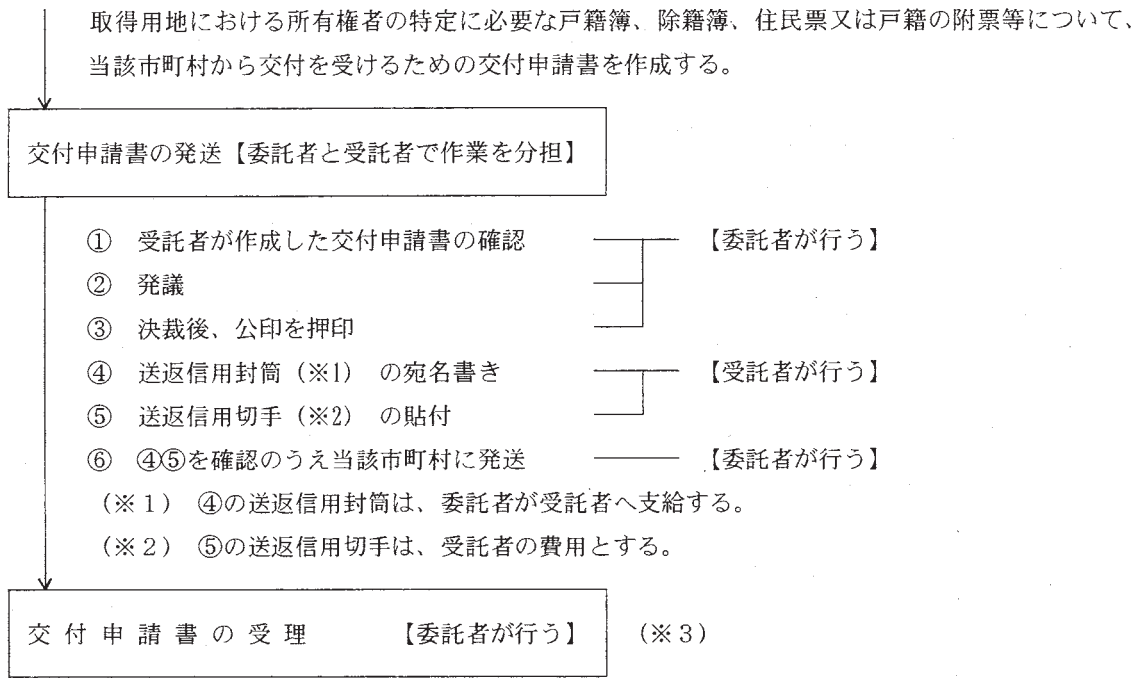 取得用地における所有権者の特定に必要な戸籍簿、除籍簿、住民票又は戸籍の附票等について、
当該市町村から交付を受けるための交付申請書を作成する。
交付申請書の発送【委託者と受託者で作業を分担】
① 受託者が作成した交付申請書の確認 【委託者が行う】
② 発議
③ 決裁後、公印を押印
④ 送返信用封筒(※1) の宛名書き 【受託者が行う】
⑤ 送返信用切手(※2) の貼付
⑥ ④⑤を確認のうえ当該市町村に発送 【委託者が行う】
(※1) ④の送返信用封筒は、委託者が受託者へ支給する。
(※2) ⑤の送返信用切手は、受託者の費用とする。
交付申請書の受理 【委託者が行う】 (※3)